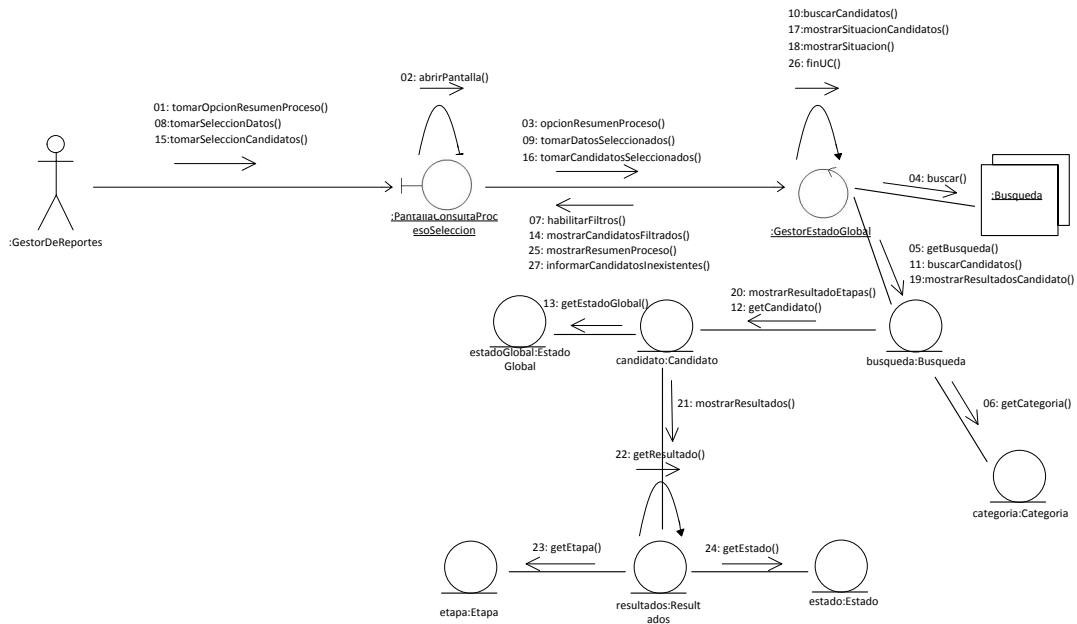 10:buscarCandidatos()
17:mostrarSituacionCandidatos()
18:mostrarSituacion()
26: finUC()
02: abrirPantalla()
01: tomarOpcionResumenProceso()
08:tomarSeleccionDatos()
15:tomarSeleccionCandidatos()
03: opcionResumenProceso()
09: tomarDatosSeleccionados()
16: tomarCandidatosSeleccionados()
04: buscar()
:Busqueda
:GestorDeReportes
:PantallaConsultaProc
esoSeleccion
:GestorEstadoGlobal
07: habilitarFiltros()
14: mostrarCandidatosFiltrados()
25: mostrarResumenProceso()
27: informarCandidatosInexistentes()
05: getBusqueda()
11: buscarCandidatos()
19:mostrarResultadosCandidato()
20: mostrarResultadoEtapas()
12: getCandidato()
13: getEstadoGlobal()
estadoGlobal:Estado
Global
candidato:Candidato
busqueda:Busqueda
21: mostrarResultados()
06: getCategoria()
22: getResultado()
categoria:Categoria
23: getEtapa()
24: getEstado()
etapa:Etapa
resultados:Result
ados
estado:Estado